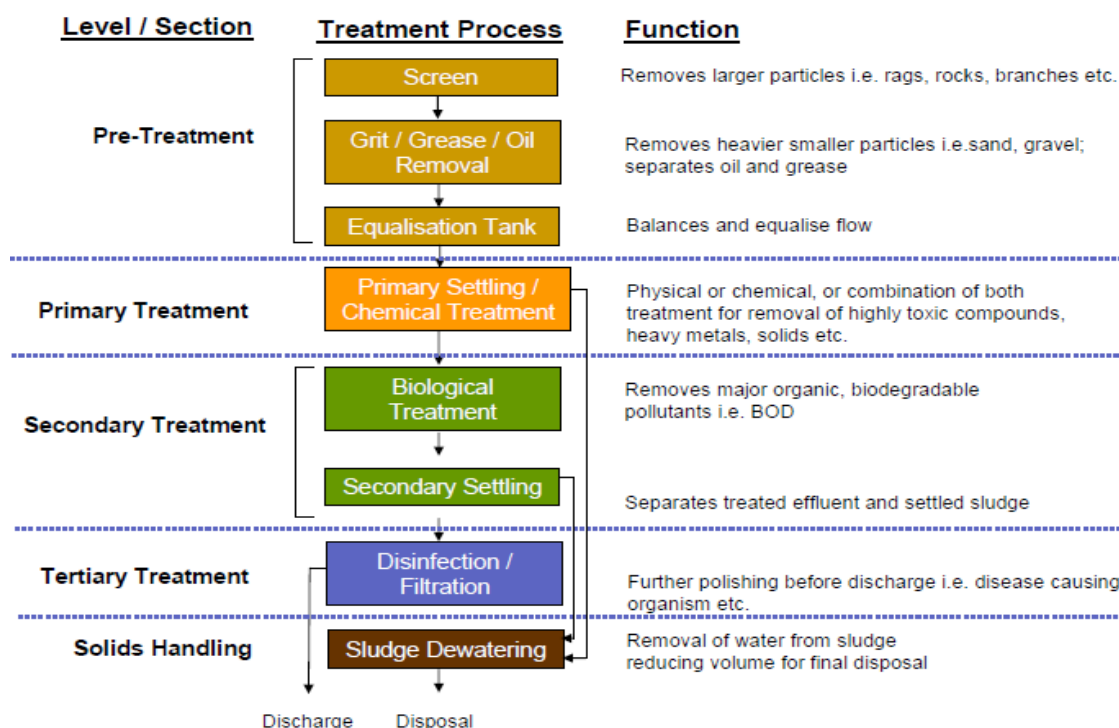 Level / Section
Treatment Process
Function
Screen
Removes larger particles i.e. rags, rocks, branches etc.
Pre-Treatment
Grit / Grease / Oil
Removal
Removes heavier smaller particles i.e.sand, gravel;
separates oil and grease
Equalisation Tank
Balances and equalise flow
Primary Treatment
Primary Settling /
Chemical Treatment
Physical or chemical, or combination of both
treatment for removal of highly toxic compounds,
heavy metals, solids etc.
Secondary Treatment
Biological
Treatment
Removes major organic, biodegradable
pollutants i.e. BOD
Secondary Settling
Separates treated effluent and settled sludge
Tertiary Treatment
Disinfection /
Filtration
Further polishing before discharge i.e. disease causing
organism etc.
Solids Handling
Sludge Dewatering
Removal of water from sludge
reducing volume for final disposal
Discharge
Disposal